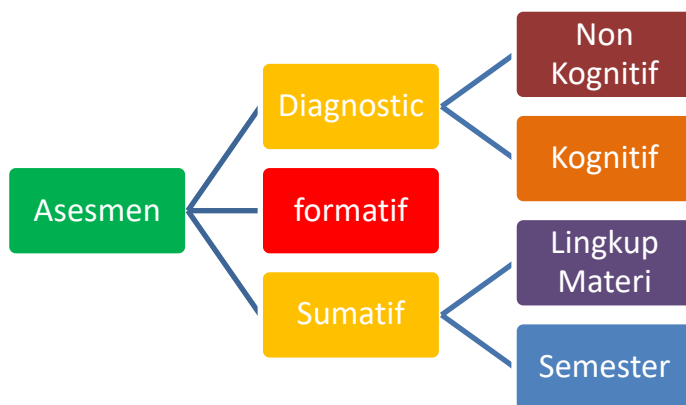 Asesmen
Diagnostic
Non
Kognitif
Kognitif
formatif
Sumatif
Lingkup
Materi
Semester